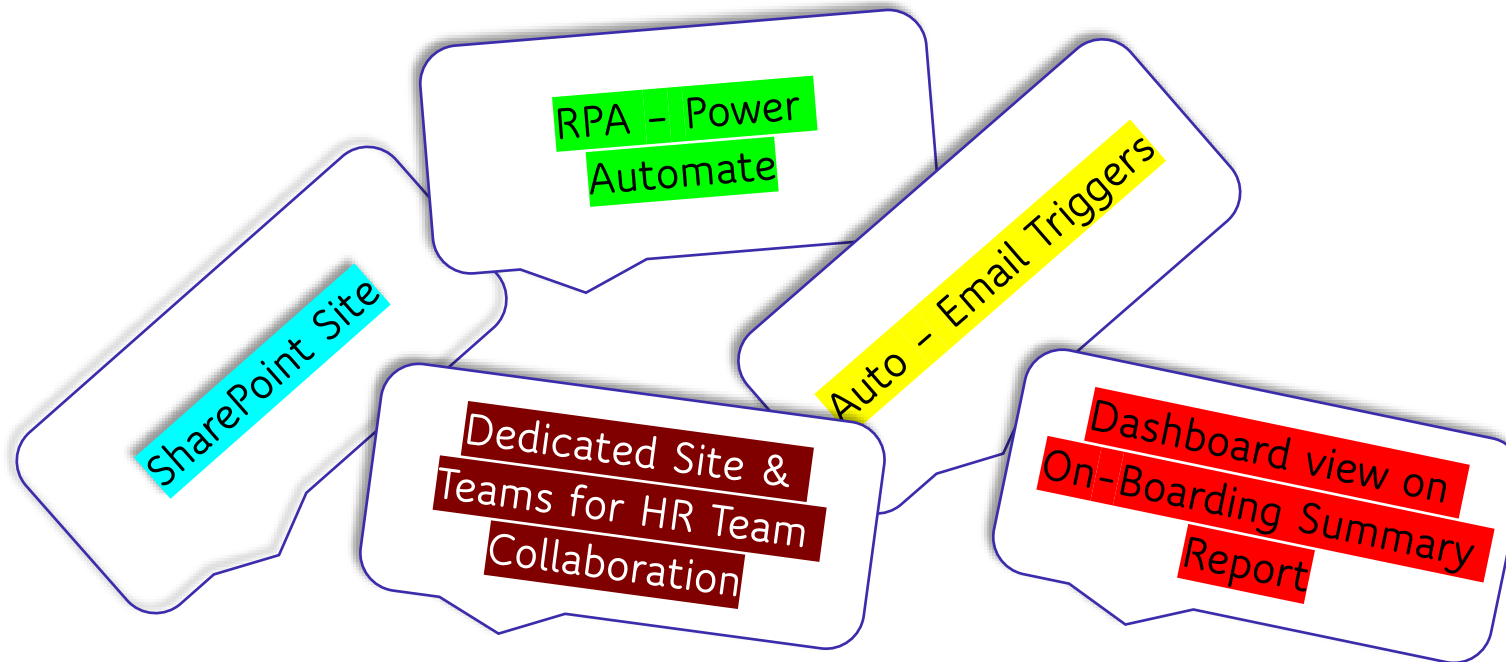 RPA – Power
Automate
SharePoint Site
Auto – Email Triggers
Dedicated Site &
Teams for HR Team
Collaboration
Dashboard view on
On-Boarding Summary
Report